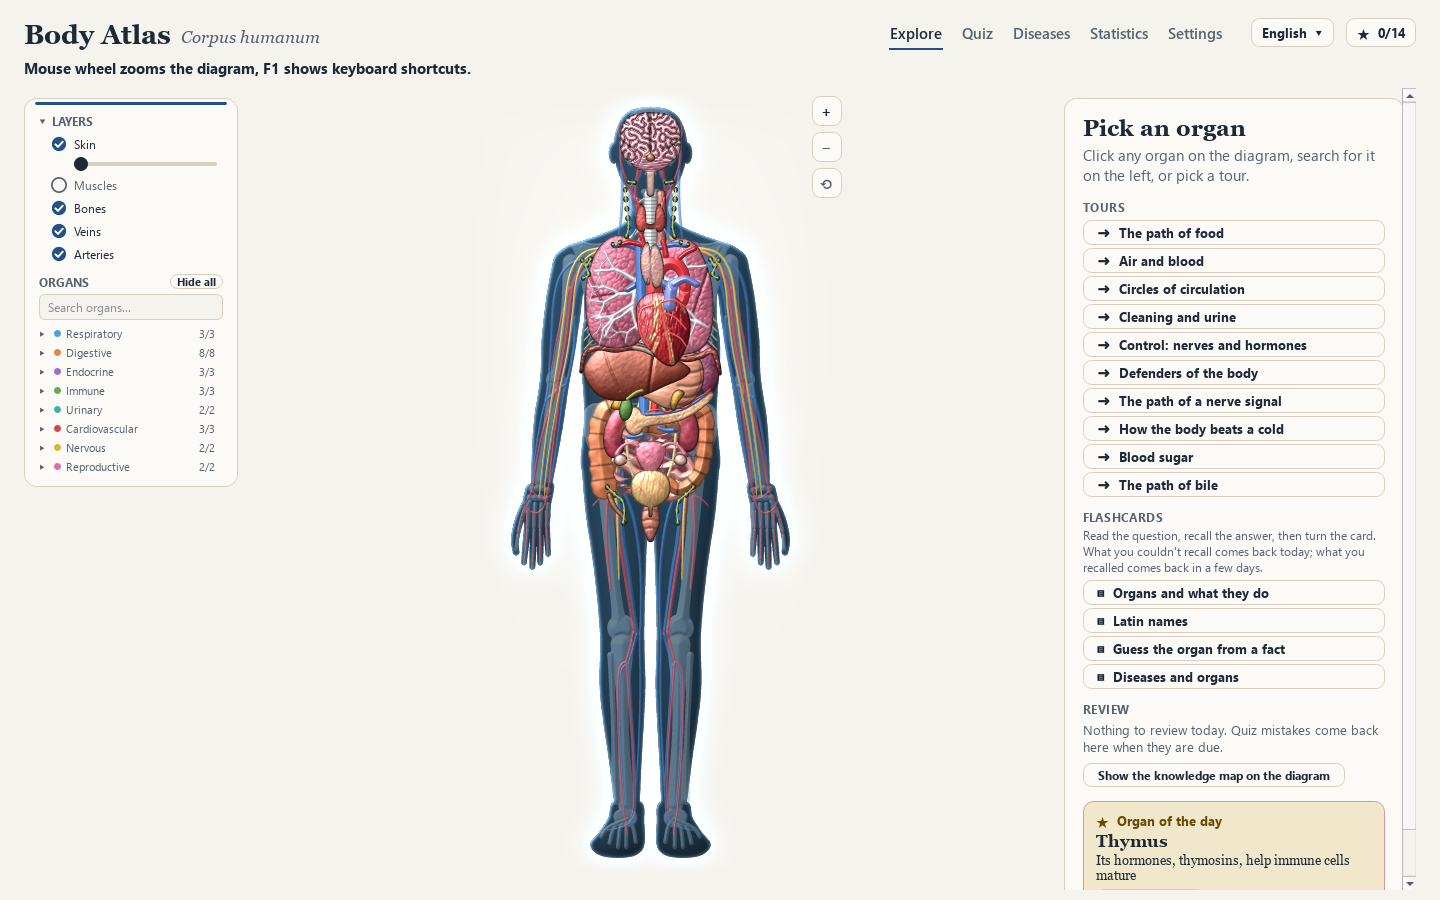 Body Atlas Corpus humanum
Explore Quiz Diseases Statistics Settings English ▼ ★ 0/14
Mouse wheel zooms the diagram, F1 shows keyboard shortcuts.
LAYERS
Skin
Muscles
Bones
Veins
Arteries
ORGANS Hide all
Search organs...
Respiratory 3/3
Digestive 8/8
Endocrine 3/3
Immune 3/3
Urinary 2/2
Cardiovascular 3/3
Nervous 2/2
Reproductive 2/2
+
−
⟲
Pick an organ
Click any organ on the diagram, search for it
on the left, or pick a tour.
TOURS
→ The path of food
→ Air and blood
→ Circles of circulation
→ Cleaning and urine
→ Control: nerves and hormones
→ Defenders of the body
→ The path of a nerve signal
→ How the body beats a cold
→ Blood sugar
→ The path of bile
FLASHCARDS
Read the question, recall the answer, then turn the card.
What you couldn't recall comes back today; what you
recalled comes back in a few days.
Organs and what they do
Latin names
Guess the organ from a fact
Diseases and organs
REVIEW
Nothing to review today. Quiz mistakes come back
here when they are due.
Show the knowledge map on the diagram
★ Organ of the day
Thymus
Its hormones, thymosins, help immune cells
mature